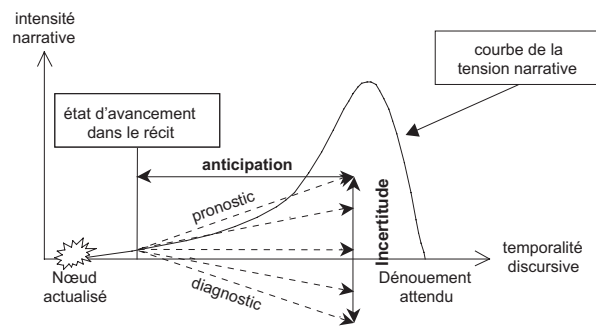 intensité
narrative
courbe de la
tension narrative
état d'avancement
dans le récit
anticipation
pronostic
Incertitude
diagnostic
temporalité
discursive
Nœud
actualisé
Dénouement
attendu